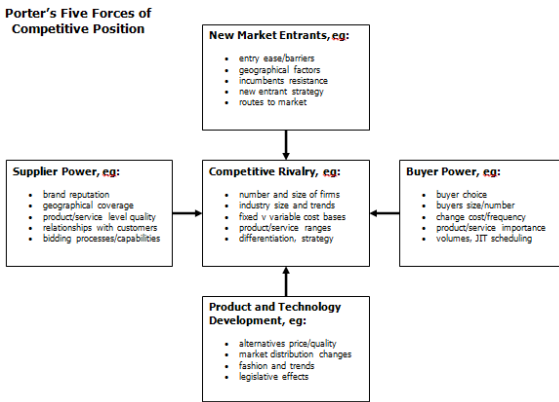 Porter's Five Forces of
Competitive Position
New Market Entrants, eg:
• entry ease/barriers
• geographical factors
• incumbents resistance
• new entrant strategy
• routes to market
Supplier Power, eg:
• brand reputation
• geographical coverage
• product/service level quality
• relationships with customers
• bidding processes/capabilities
Competitive Rivalry, eg:
• number and size of firms
• industry size and trends
• fixed v variable cost bases
• product/service ranges
• differentiation, strategy
Buyer Power, eg:
• buyer choice
• buyers size/number
• change cost/frequency
• product/service importance
• volumes, JIT scheduling
Product and Technology
Development, eg:
• alternatives price/quality
• market distribution changes
• fashion and trends
• legislative effects